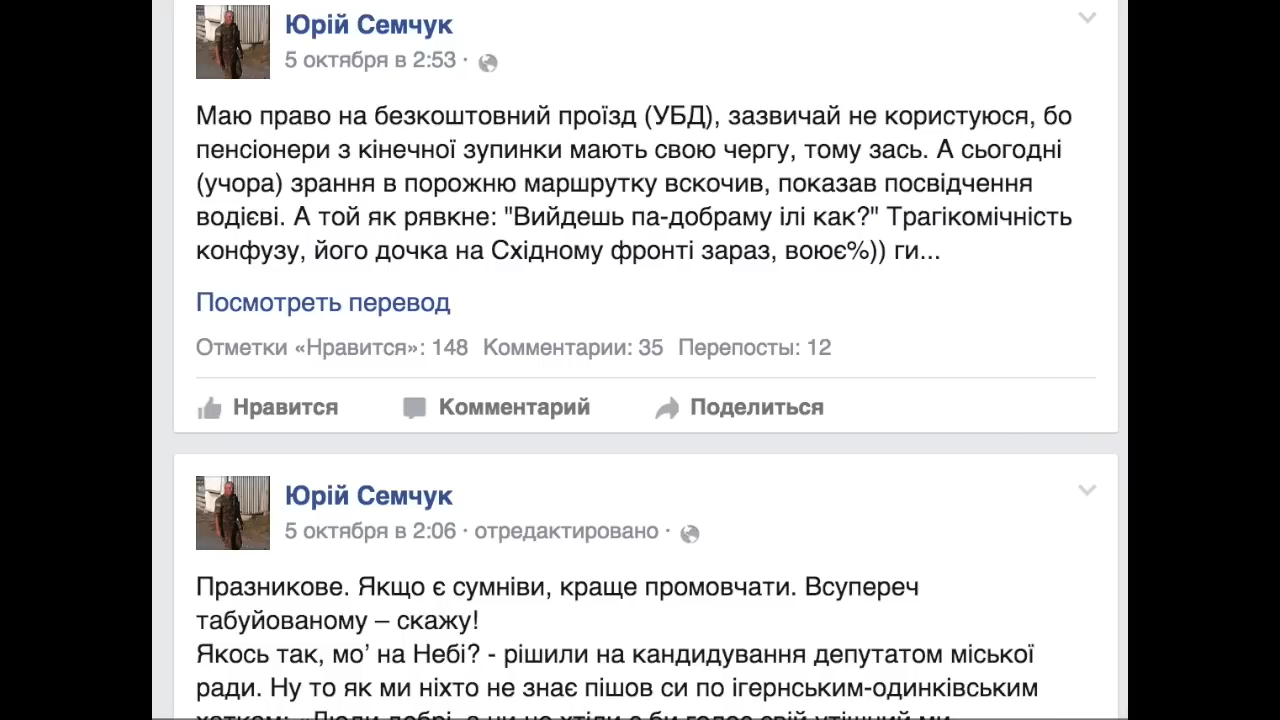 Юрій Семчук
5 октября в 2:53 ·
Маю право на безкоштовний проїзд (УБД), зазвичай не користуюся, бо
пенсіонери з кінечної зупинки мають свою чергу, тому зась. А сьогодні
(учора) зрання в порожню маршрутку вскочив, показав посвідчення
водієві. А той як рявкне: "Вийдешь па-добраму ілі как?" Трагікомічність
конфузу, його дочка на Східному фронті зараз, воює%)) ги...
Посмотреть перевод
Отметки «Нравится»: 148 Комментарии: 35 Перепосты: 12
Нравится Комментарий Поделиться
Юрій Семчук
5 октября в 2:06 · отредактировано ·
Празникове. Якщо є сумніви, краще промовчати. Всупереч
табуйованому – скажу!
Якось так, мо’ на Небі? - рішили на кандидування депутатом міської
ради. Ну то як ми ніхто не знає пішов си по ігернським-одинківським